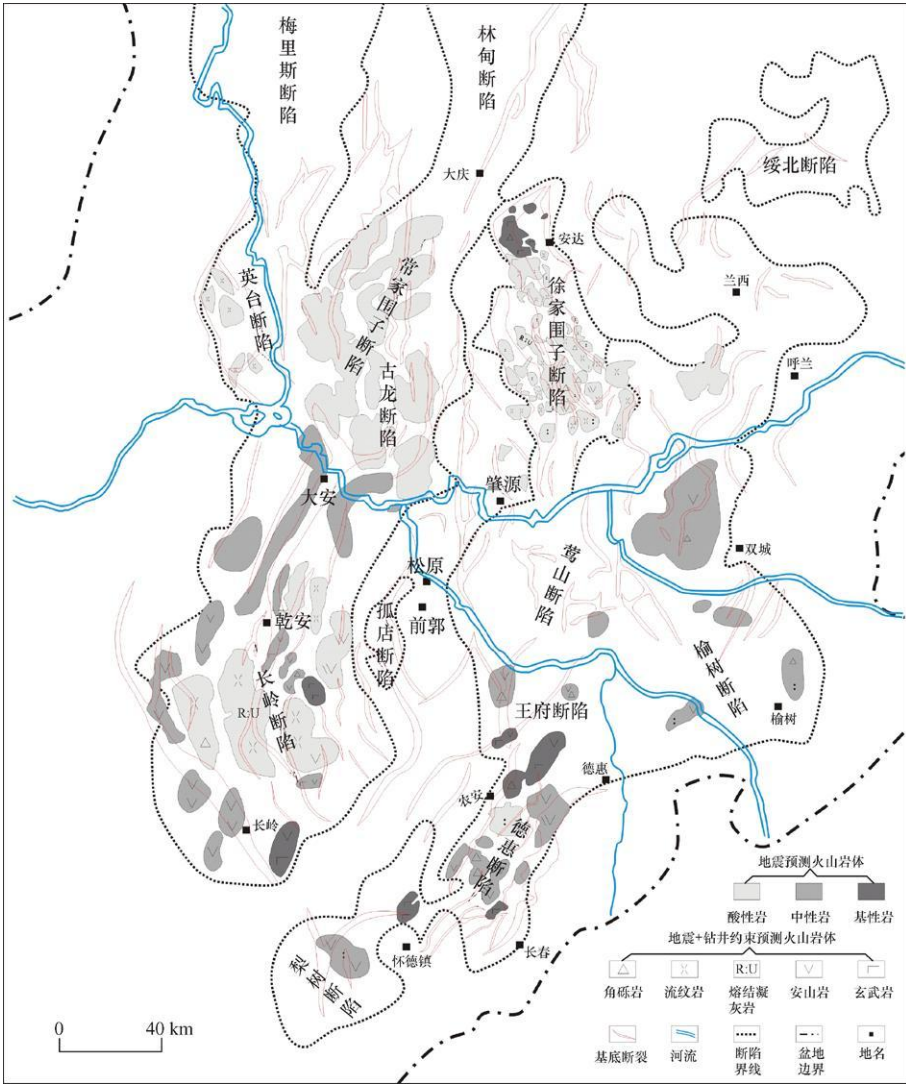 梅里斯断陷
林甸断陷
绥北断陷
大庆
安达
兰西
英台断陷
常家围子断陷
徐家围子断陷
R:U
呼兰
古龙断陷
大安
肇源
双城
莺山断陷
松原
前郭
孤店断陷
乾安
长岭断陷
R:U
榆树断陷
榆树
王府断陷
德惠
农安
德惠断陷
长岭
梨树断陷
怀德镇
长春
0 40 km
地震预测火山岩体
酸性岩 中性岩 基性岩
地震+钻井约束预测火山岩体
R:U
角砾岩 流纹岩 熔结凝灰岩 安山岩 玄武岩
基底断裂 河流 断陷界线 盆地边界 地名